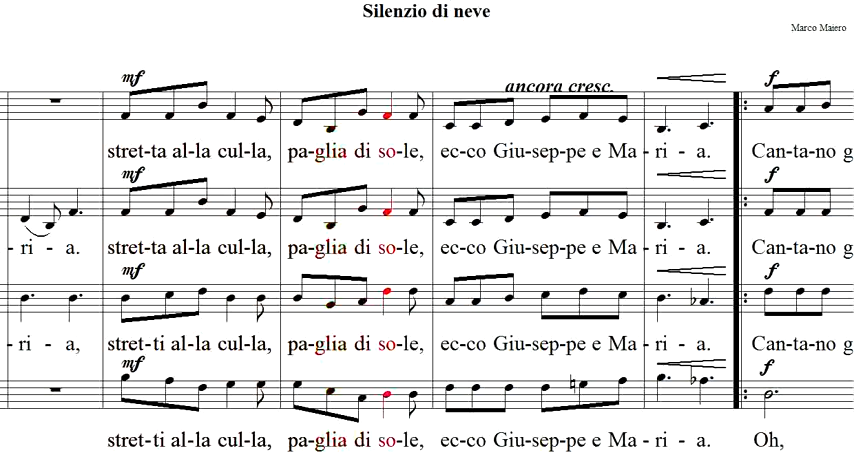 Silenzio di neve
Marco Maiero
mf ancora cresc. f
stret-ta al-la cul-la, pa-glia di so-le, ec-co Giu-sep-pe e Ma - ri - a. Can-ta-no g
mf f
- ri - a. stret-ta al-la cul-la, pa-glia di so-le, ec-co Giu-sep-pe e Ma - ri - a. Can-ta-no g
mf f
- ri - a, stret-ti al-la cul-la, pa-glia di so-le, ec-co Giu-sep-pe e Ma - ri - a. Can-ta-no g
mf f
stret-ti al-la cul-la, pa-glia di so-le, ec-co Giu-sep-pe e Ma - ri - a. Oh,